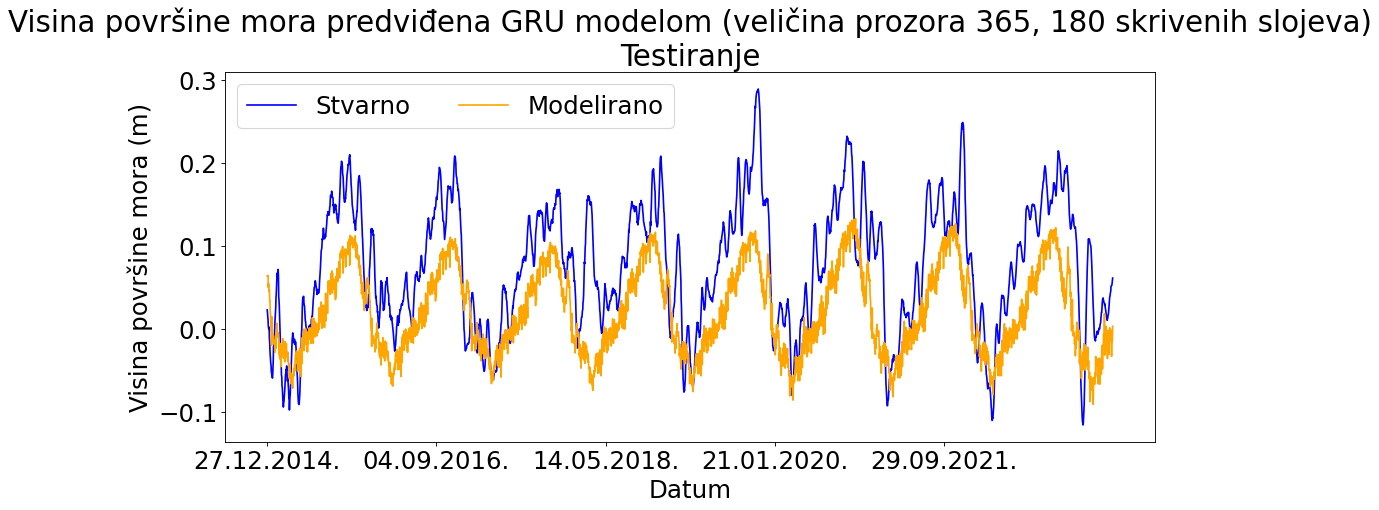 Visina površine mora predviđena GRU modelom (veličina prozora 365, 180 skrivenih slojeva)
Testiranje
Stvarno
Modelirano
Visina površine mora (m)
0.3
0.2
0.1
0.0
−0.1
27.12.2014.
04.09.2016.
14.05.2018.
21.01.2020.
29.09.2021.
Datum